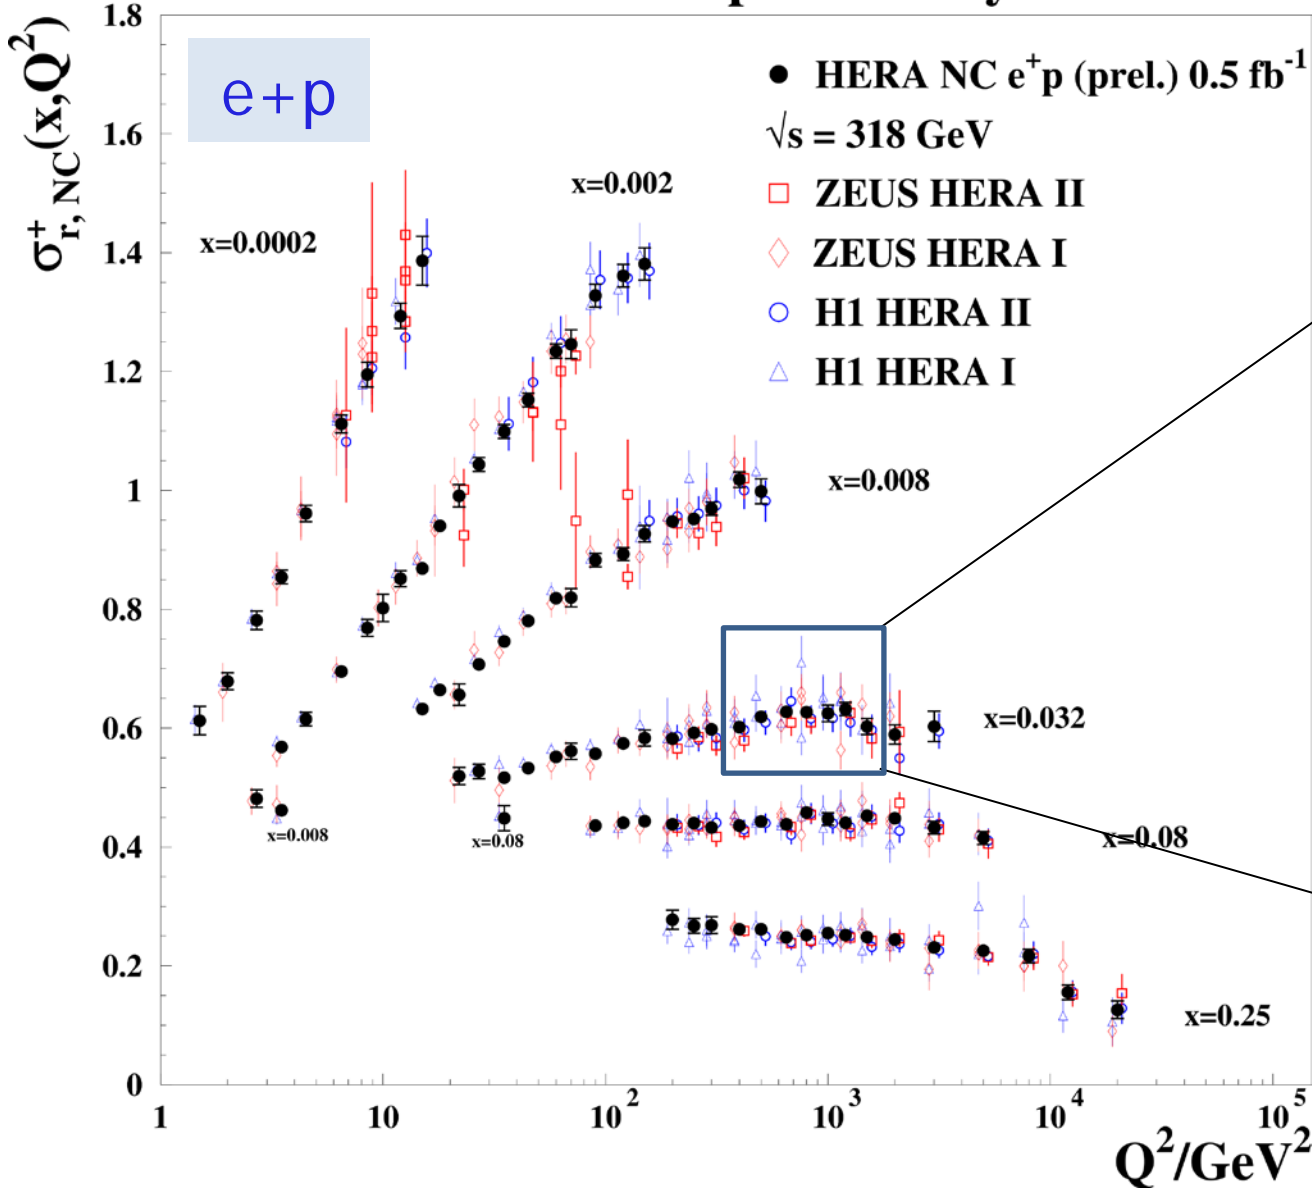 1.8
1.6
1.4
1.2
1
0.8
0.6
0.4
0.2
0
σ⁺r, NC(x,Q²)
e+p
HERA NC e⁺p (prel.) 0.5 fb⁻¹
√s = 318 GeV
ZEUS HERA II
ZEUS HERA I
H1 HERA II
H1 HERA I
x=0.0002
x=0.002
x=0.008
x=0.032
x=0.008
x=0.08
x=0.08
x=0.25
1 10 10² 10³ 10⁴ 10⁵
Q²/GeV²